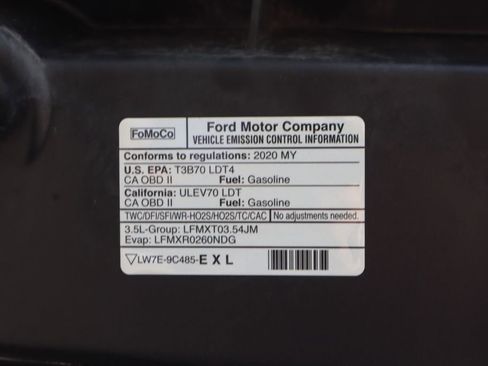 FoMoCo
Ford Motor Company
VEHICLE EMISSION CONTROL INFORMATION
Conforms to regulations: 2020 MY
U.S. EPA: T3B70 LDT4
CA OBD II Fuel: Gasoline
California: ULEV70 LDT
CA OBD II Fuel: Gasoline
TWC/DFI/SFI/WR-HO2S/HO2S/TC/CAC No adjustments needed.
3.5L-Group: LFMXT03.54JM
Evap: LFMXR0260NDG
LW7E-9C485-EXL